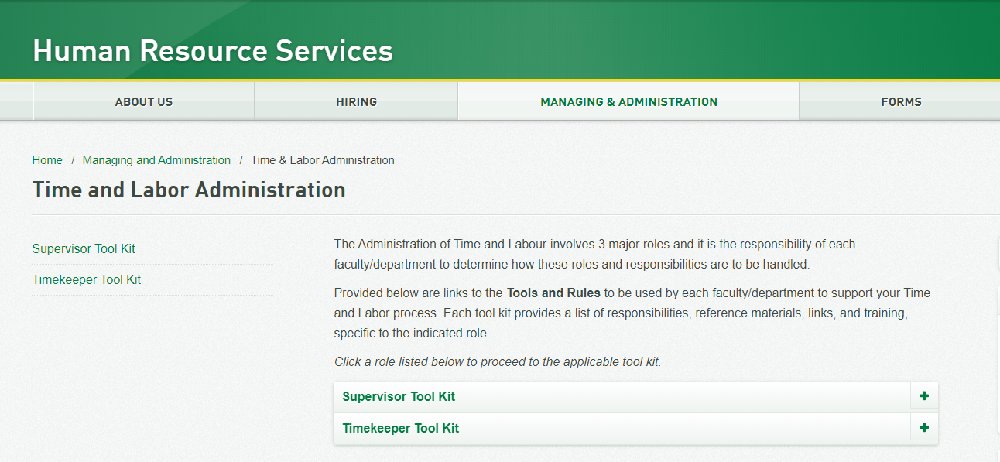 Human Resource Services
ABOUT US
HIRING
MANAGING & ADMINISTRATION
FORMS
Home / Managing and Administration / Time & Labor Administration
Time and Labor Administration
Supervisor Tool Kit
Timekeeper Tool Kit
The Administration of Time and Labour involves 3 major roles and it is the responsibility of each
faculty/department to determine how these roles and responsibilities are to be handled.
Provided below are links to the Tools and Rules to be used by each faculty/department to support your Time
and Labor process. Each tool kit provides a list of responsibilities, reference materials, links, and training,
specific to the indicated role.
Click a role listed below to proceed to the applicable tool kit.
Supervisor Tool Kit
Timekeeper Tool Kit